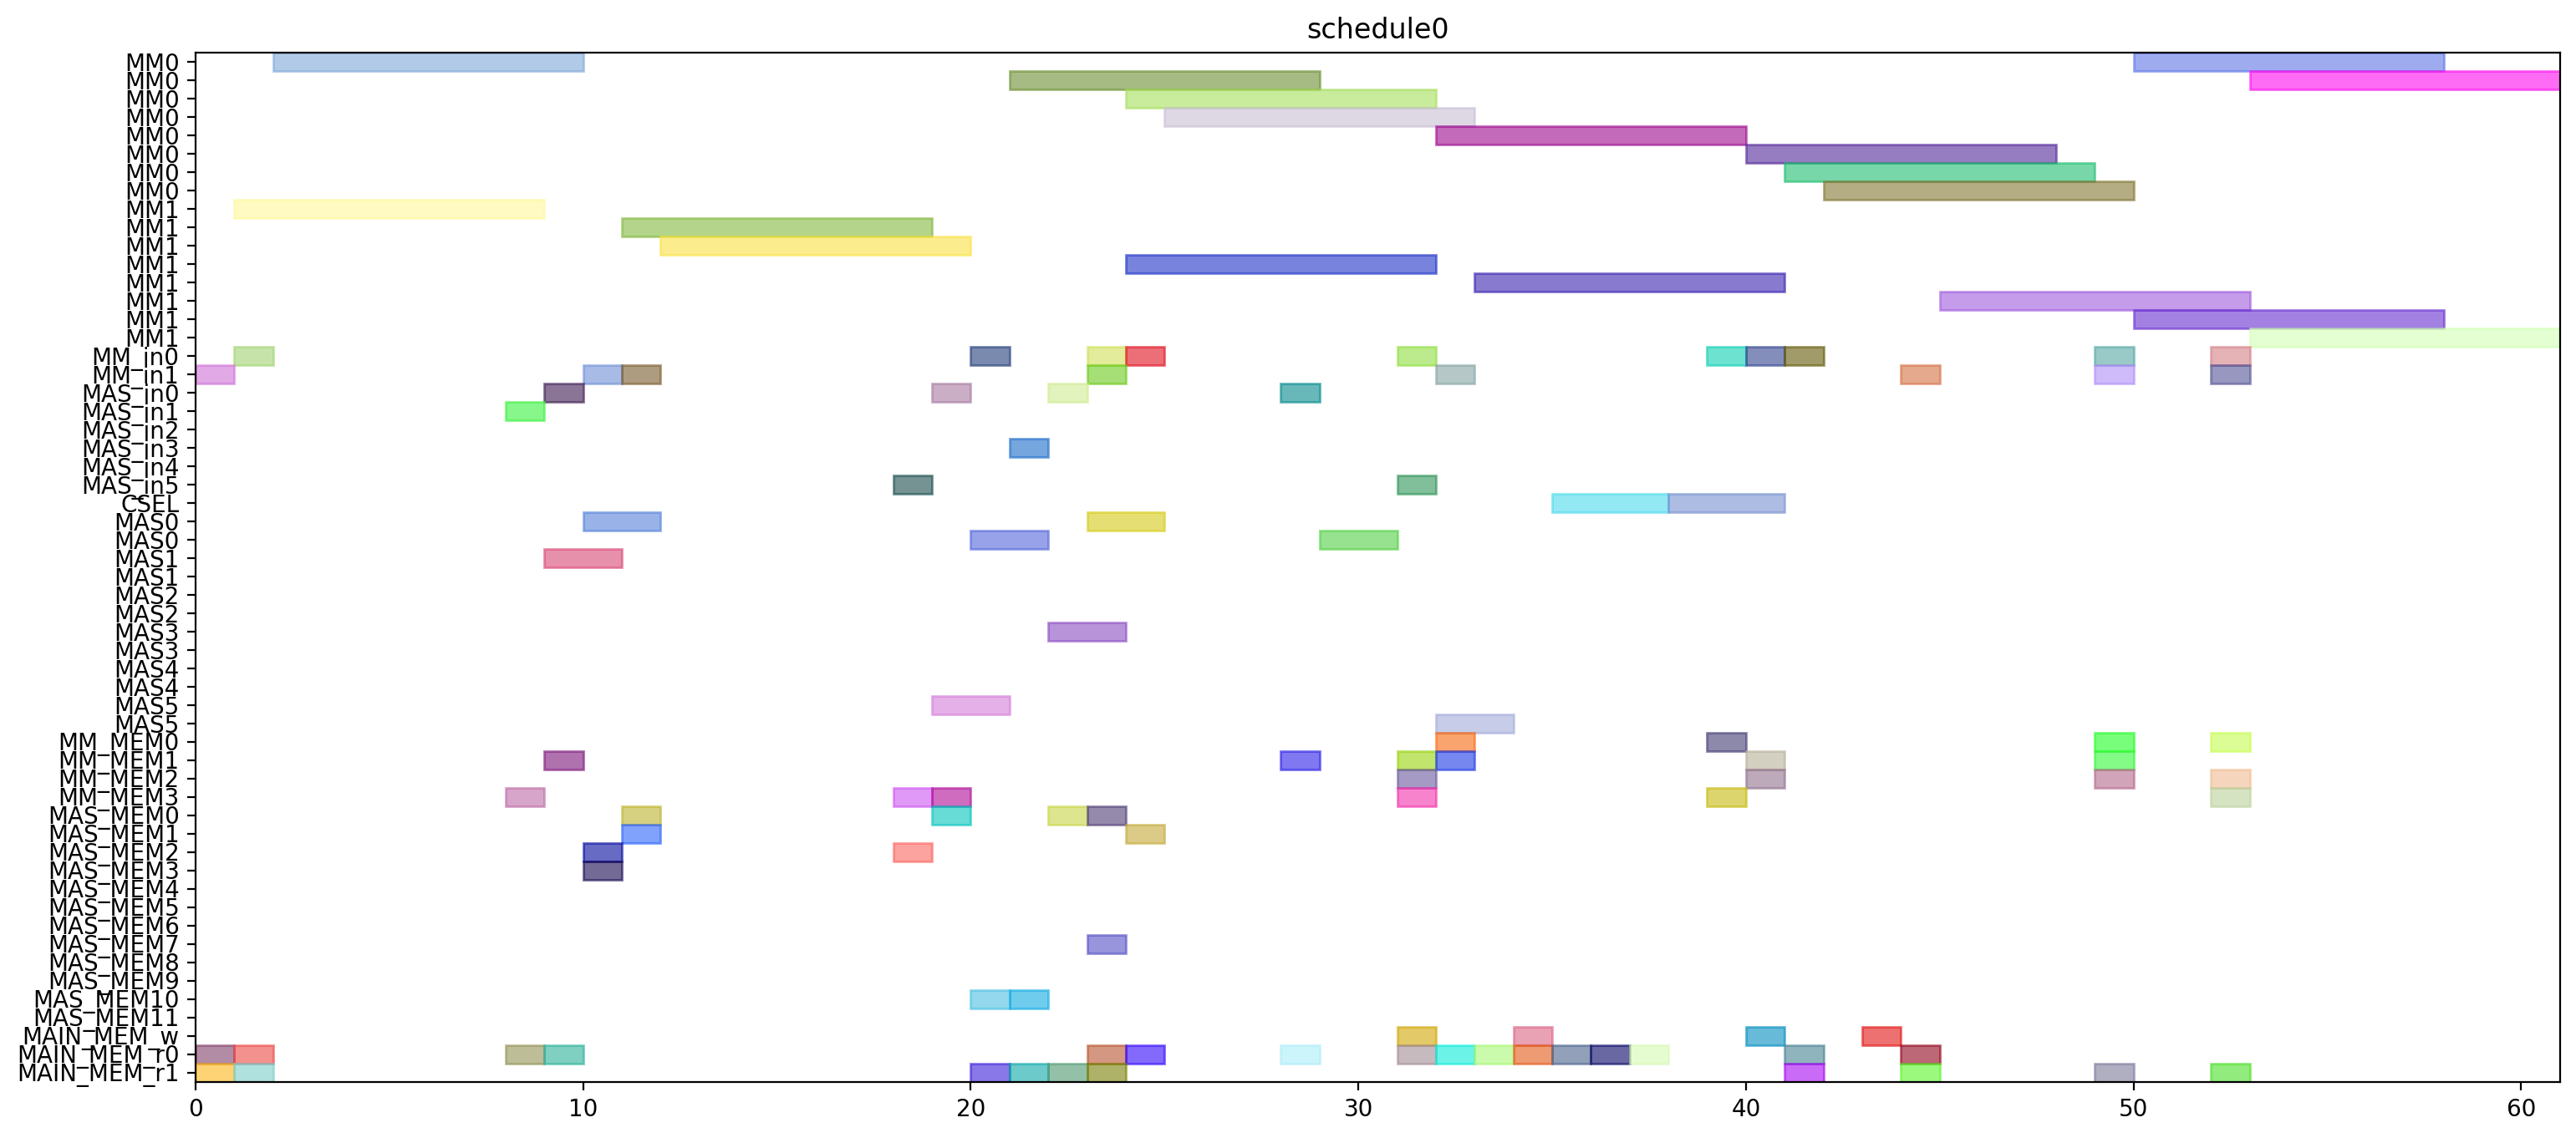 schedule0
MM0
MM0
MM0
MM0
MM0
MM0
MM0
MM0
MM1
MM1
MM1
MM1
MM1
MM1
MM1
MM1
MM_in0
MM_in1
MAS_in0
MAS_in1
MAS_in2
MAS_in3
MAS_in4
MAS_in5
CSEL
MAS0
MAS0
MAS1
MAS1
MAS2
MAS2
MAS3
MAS3
MAS4
MAS4
MAS5
MAS5
MM_MEM0
MM_MEM1
MM_MEM2
MM_MEM3
MAS_MEM0
MAS_MEM1
MAS_MEM2
MAS_MEM3
MAS_MEM4
MAS_MEM5
MAS_MEM6
MAS_MEM7
MAS_MEM8
MAS_MEM9
MAS_MEM10
MAS_MEM11
MAIN_MEM_w
MAIN_MEM_r0
MAIN_MEM_r1
0 10 20 30 40 50 60